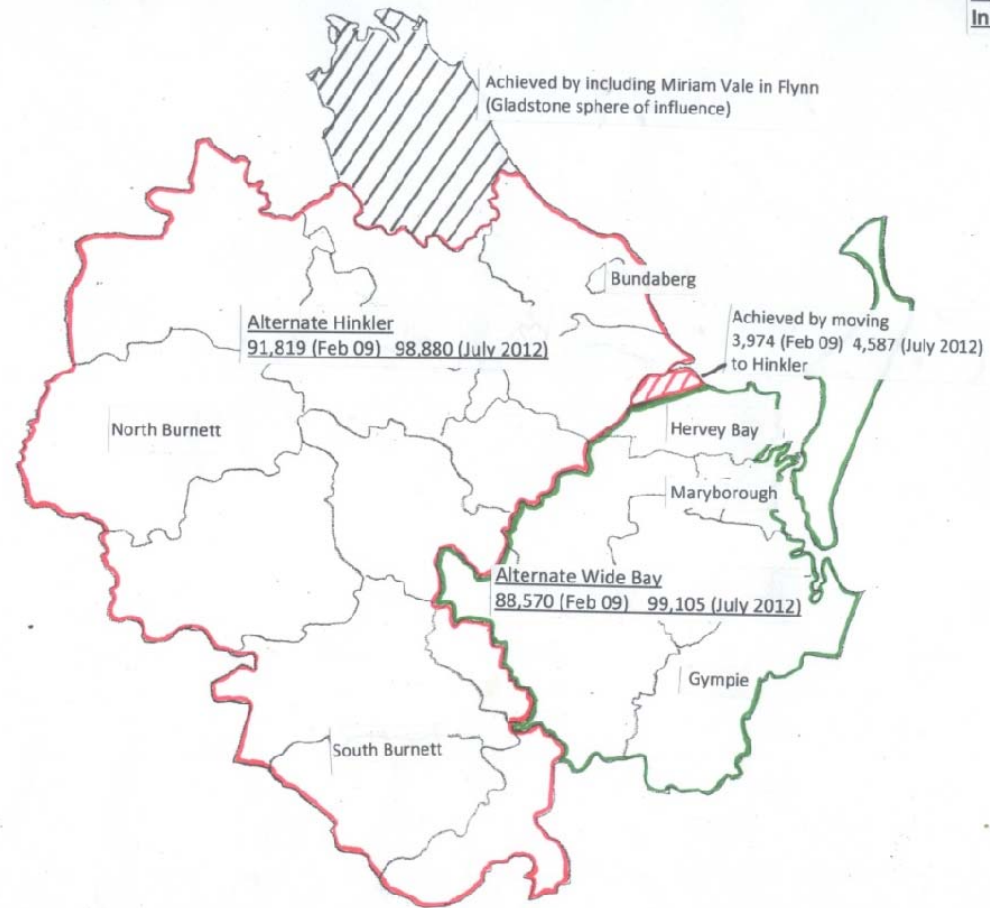 In
Achieved by including Miriam Vale in Flynn
(Gladstone sphere of influence)
Bundaberg
Alternate Hinkler
91,819 (Feb 09) 98.880 (July 2012)
Achieved by moving
3,974 (Feb 09) 4,587 (July 2012)
to Hinkler
North Burnett
Hervey Bay
Maryborough
Alternate Wide Bay
88,570 (Feb 09) 99,105 (July 2012)
Gympie
South Burnett